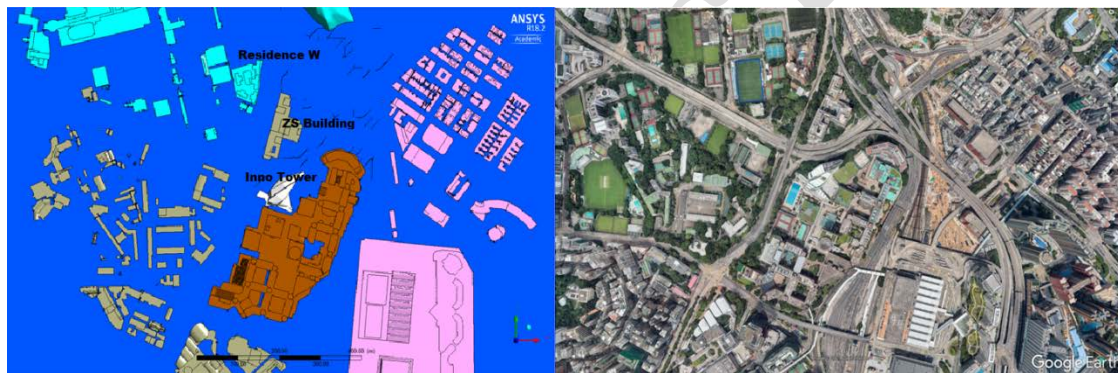 ANSYS
R18.2
Academic
Residence W
ZS Building
Inno Tower
Google Earth